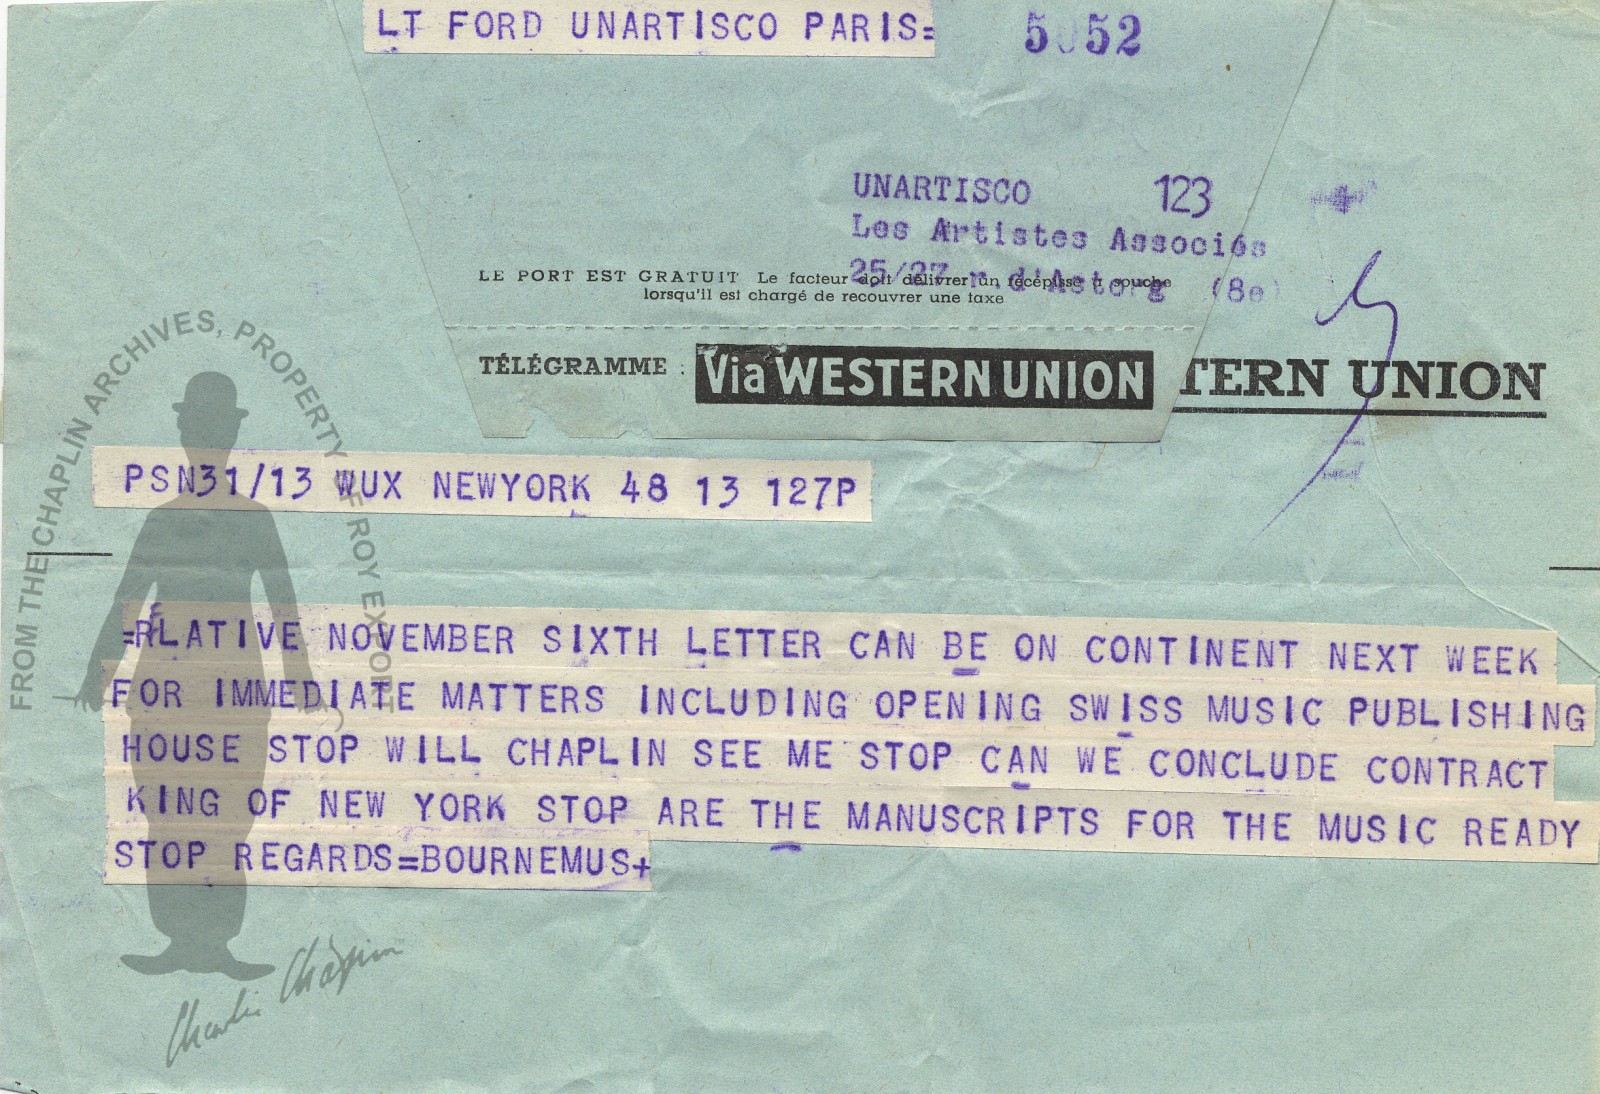 LT FORD UNARTISCO PARIS=
5052
UNARTISCO 123
Les Artistes Associés
25/27 r.d'Astorg (8e)
LE PORT EST GRATUIT Le facteur doit délivrer un récépissé à souche
lorsqu'il est chargé de recouvrer une taxe
TÉLÉGRAMME : Via WESTERN UNION
TERN UNION
PSN31/13 WUX NEWYORK 48 13 127P
=RLATIVE NOVEMBER SIXTH LETTER CAN BE ON CONTINENT NEXT WEEK
FOR IMMEDIATE MATTERS INCLUDING OPENING SWISS MUSIC PUBLISHING
HOUSE STOP WILL CHAPLIN SEE ME STOP CAN WE CONCLUDE CONTRACT
KING OF NEW YORK STOP ARE THE MANUSCRIPTS FOR THE MUSIC READY
STOP REGARDS=BOURNEMUS+
FROM THE CHAPLIN ARCHIVES, PROPERTY OF ROY EXPORT
Charlie Chaplin